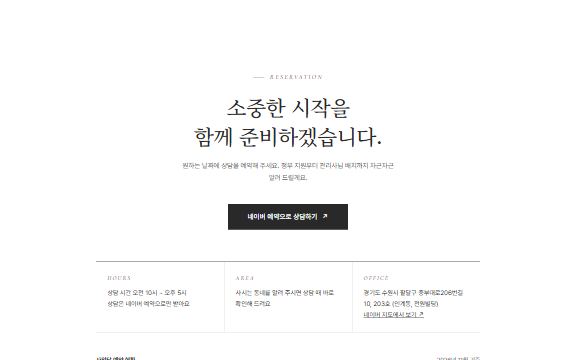 RESERVATION
소중한 시작을
함께 준비하겠습니다.
원하는 날짜에 상담을 예약해 주세요. 정부 지원부터 관리사님 배치까지 차근차근
알려 드릴게요.
네이버 예약으로 상담하기 ↗
HOURS
상담 시간 오전 10시 - 오후 5시
상담은 네이버 예약으로만 받아요
AREA
사시는 동네를 알려 주시면 상담 때 바로
확인해 드려요
OFFICE
경기도 수원시 팔달구 중부대로206번길
10, 203호 (인계동, 전원빌딩)
네이버 지도에서 보기 ↗